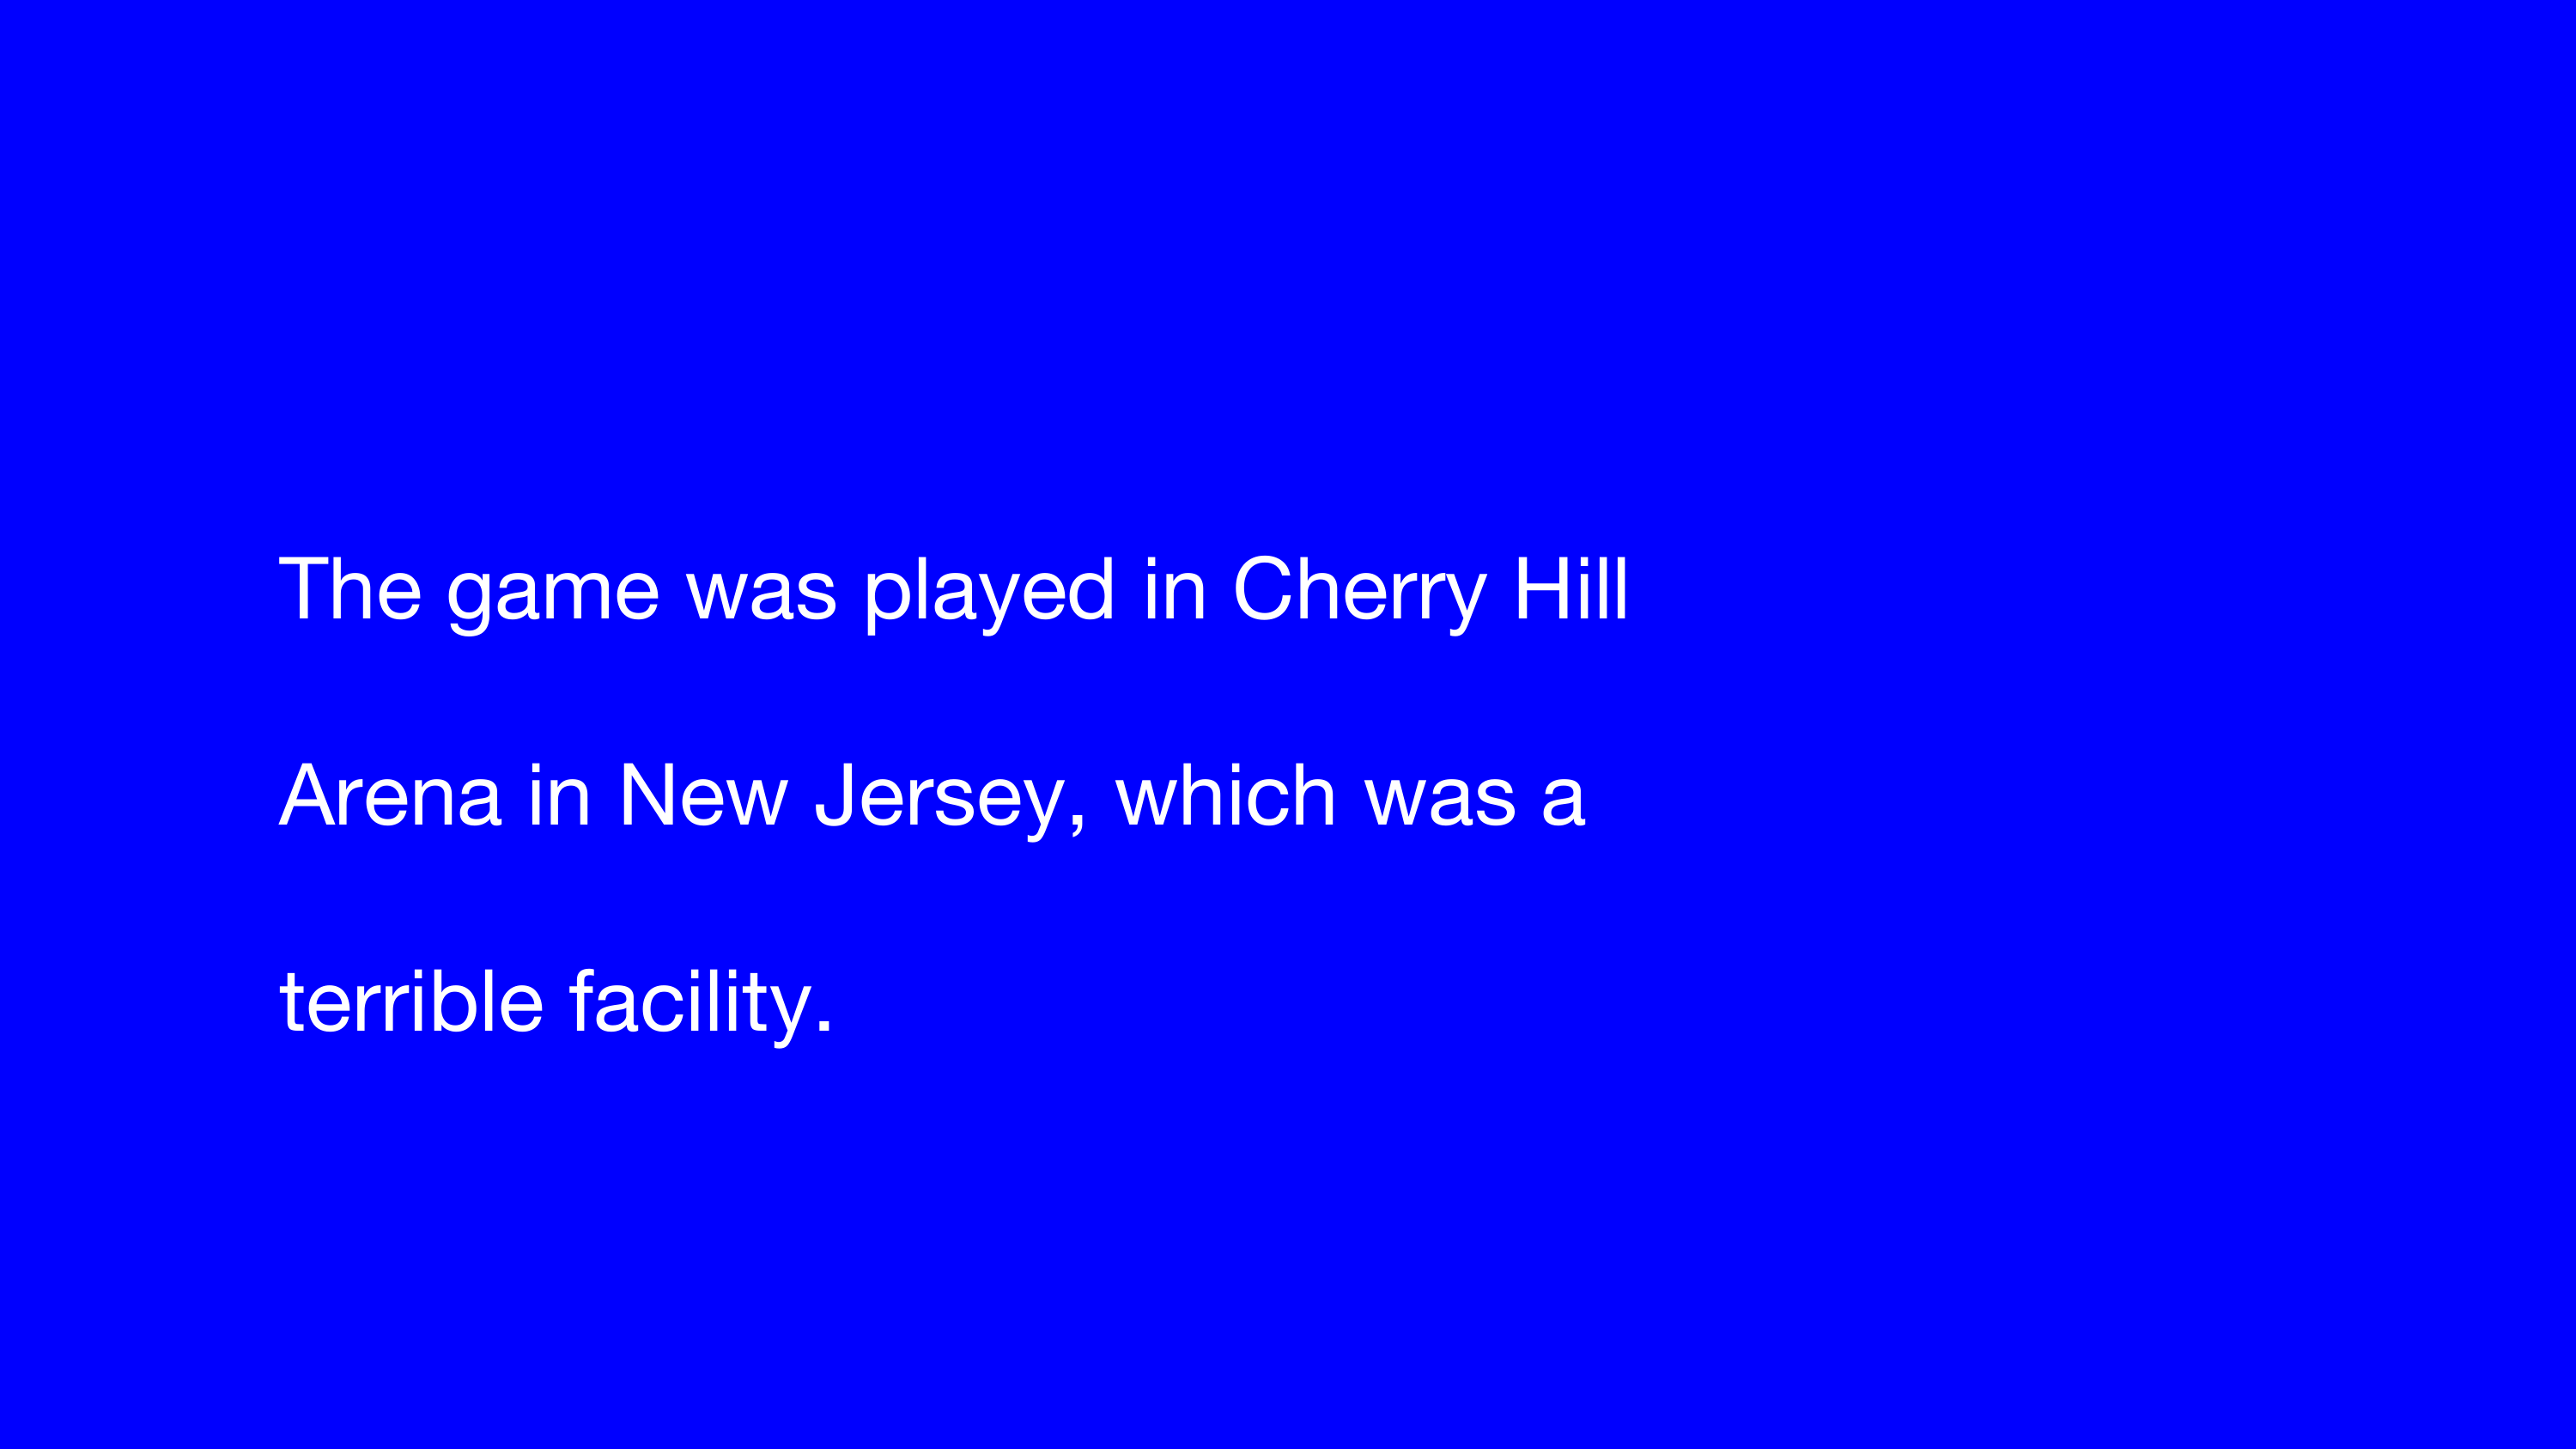 The game was played in Cherry Hill
Arena in New Jersey, which was a
terrible facility.